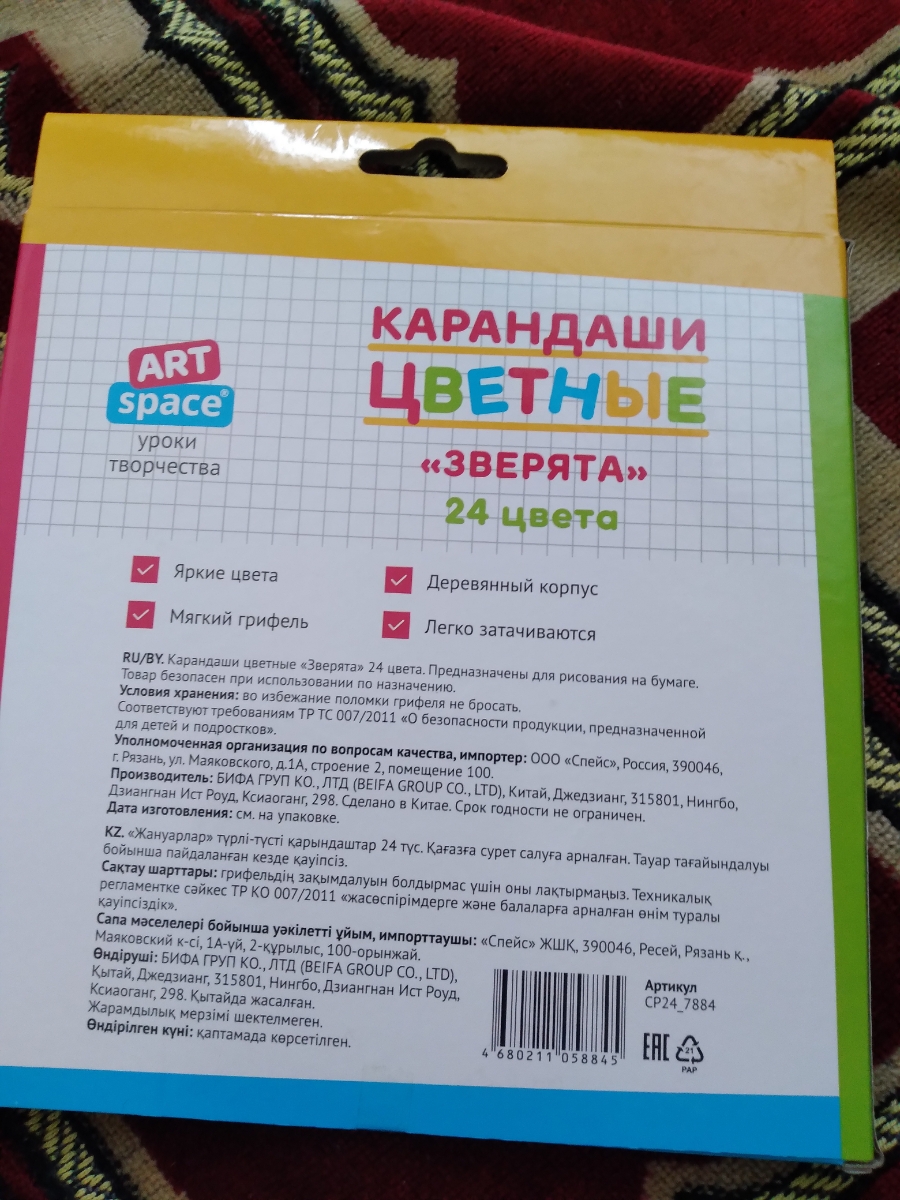 ART
space®
уроки
творчества
КАРАНДАШИ
ЦВЕТНЫЕ
«ЗВЕРЯТА»
24 цвета
Яркие цвета
Деревянный корпус
Мягкий грифель
Легко затачиваются
RU/BY. Карандаши цветные «Зверята» 24 цвета. Предназначены для рисования на бумаге.
Товар безопасен при использовании по назначению.
Условия хранения: во избежание поломки грифеля не бросать.
Соответствуют требованиям ТР ТС 007/2011 «О безопасности продукции, предназначенной
для детей и подростков».
Уполномоченная организация по вопросам качества, импортер: ООО «Спейс», Россия, 390046,
г. Рязань, ул. Маяковского, д.1А, строение 2, помещение 100.
Производитель: БИФА ГРУП КО., ЛТД (BEIFA GROUP CO., LTD), Китай, Джедзианг, 315801, Нингбо,
Дзиангнан Ист Роуд, Ксиаоганг, 298. Сделано в Китае. Срок годности не ограничен.
Дата изготовления: см. на упаковке.
KZ. «Жануарлар» түрлі-түсті қарындаштар 24 түс. Қағазға сурет салуға арналған. Тауар тағайындалуы
бойынша пайдаланған кезде қауіпсіз.
Сақтау шарттары: грифельдің зақымдалуын болдырмас үшін оны лақтырмаңыз. Техникалық
регламентке сәйкес ТР КО 007/2011 «жасөспірімдерге және балаларға арналған өнім туралы
қауіпсіздік».
Сапа мәселелері бойынша уәкілетті ұйым, импорттаушы: «Спейс» ЖШҚ, 390046, Ресей, Рязань қ.,
Маяковский к-сі, 1А-үй, 2-құрылыс, 100-орынжай.
Өндіруші: БИФА ГРУП КО., ЛТД (BEIFA GROUP CO., LTD),
Қытай, Джедзианг, 315801, Нингбо, Дзиангнан Ист Роуд,
Ксиаоганг, 298. Қытайда жасалған.
Жарамдылық мерзімі шектелмеген.
Өндірілген күні: қаптамада көрсетілген.
4 680211 058845
Артикул
CP24_7884
EAC
21
PAP